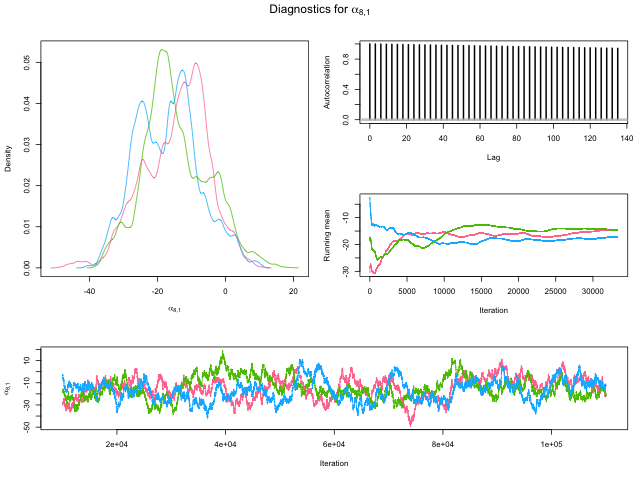 Diagnostics for α8,1
Density
0.00 0.01 0.02 0.03 0.04 0.05
-40 -20 0 20
α8,1
Autocorrelation
0.0 0.4 0.8
0 20 40 60 80 100 120 140
Lag
Running mean
-30 -20 -10
0 5000 10000 15000 20000 25000 30000
Iteration
α8,1
-50 -30 -10 10
2e+04 4e+04 6e+04 8e+04 1e+05
Iteration